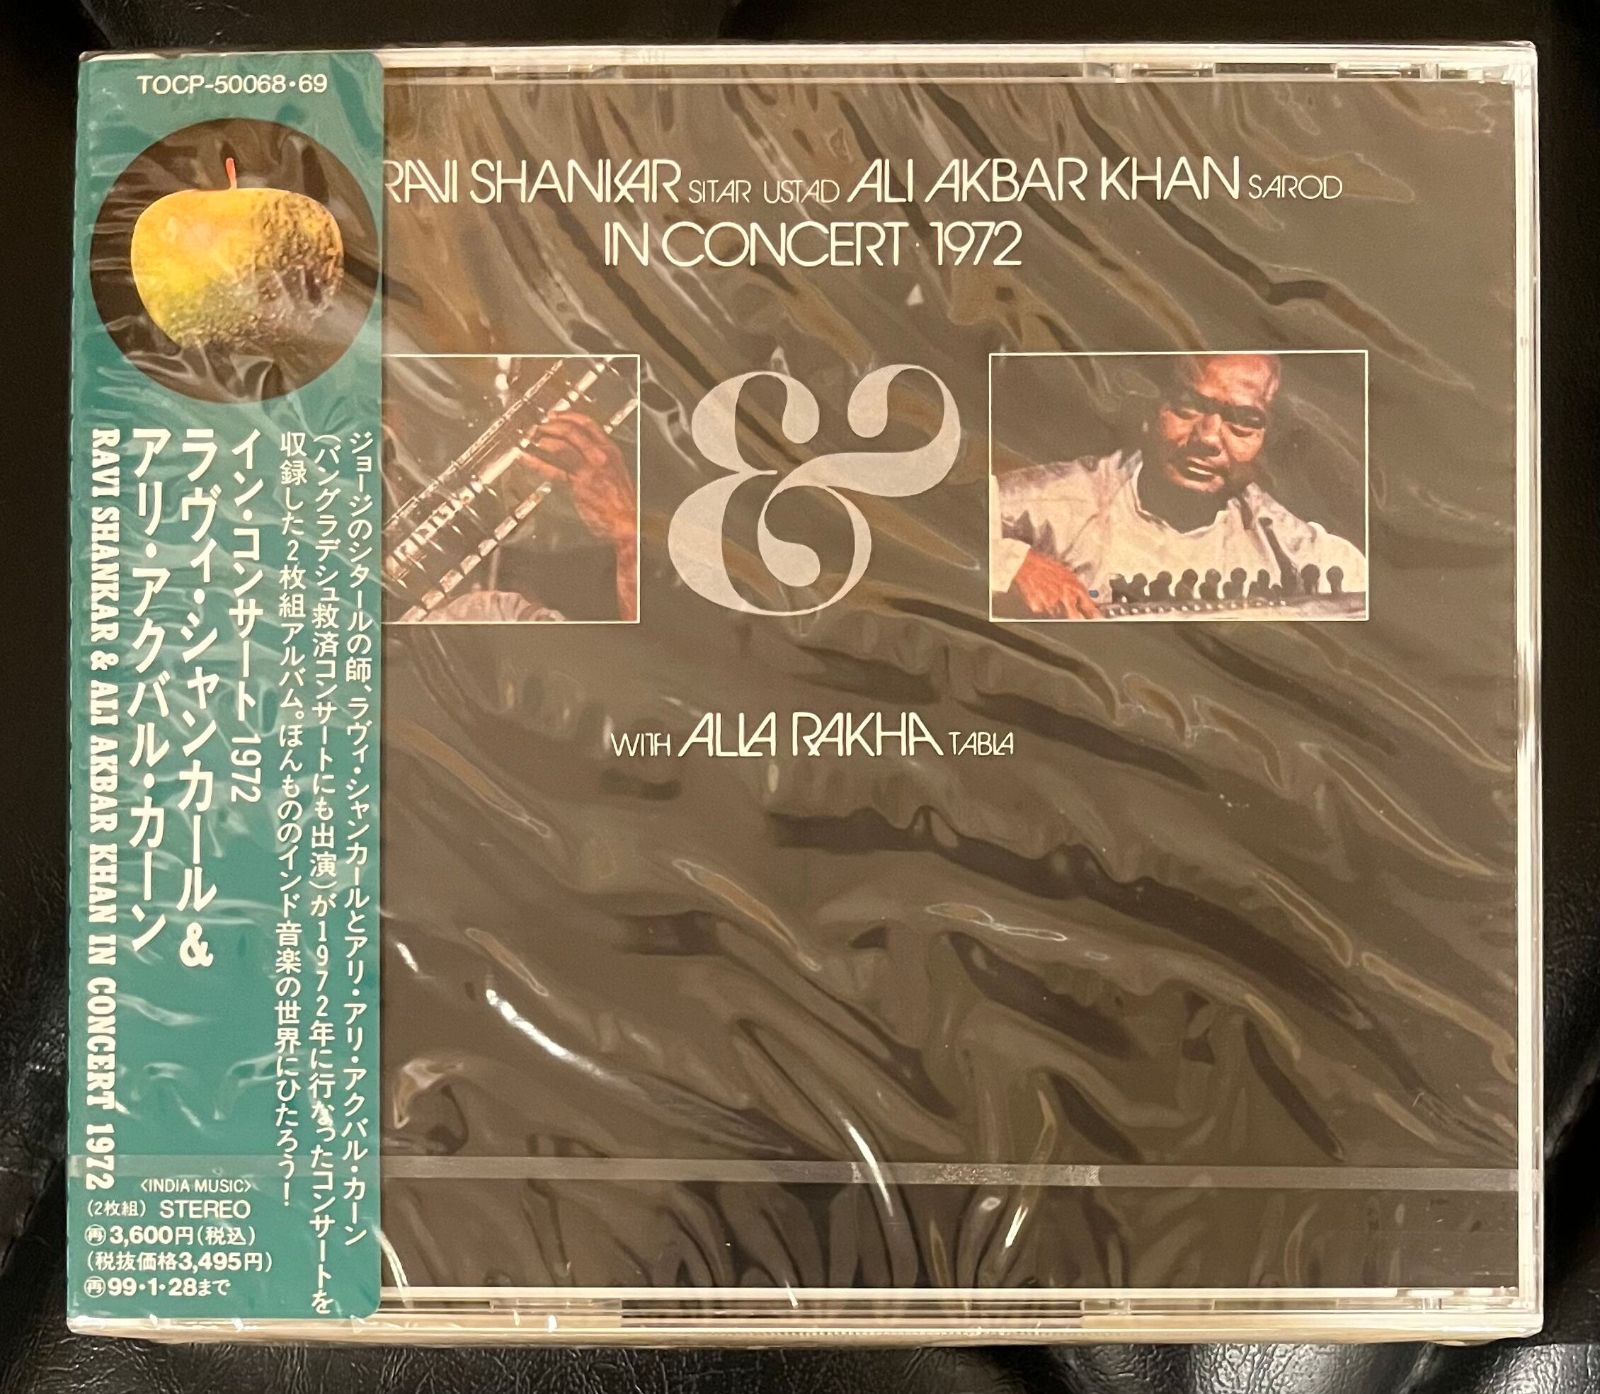 TOCP-50068・69
RAVI SHANKAR SITAR USTAD ALI AKBAR KHAN SAROD
IN CONCERT・1972
&
WITH ALLA RAKHA TABLA
ジョージのシタールの師、ラヴィ・シャンカールとアリ・アリ・アクバル・カーン
(バングラデシュ救済コンサートにも出演)が1972年に行なったコンサートを
収録した2枚組アルバム。ほんもののインド音楽の世界にひたろう!
イン・コンサート 1972
ラヴィ・シャンカール&
アリ・アクバル・カーン
RAVI SHANKAR & ALI AKBAR KHAN IN CONCERT 1972
〈INDIA MUSIC〉
(2枚組) STEREO
再3,600円(税込)
(税抜価格3,495円)
再99・1・28まで